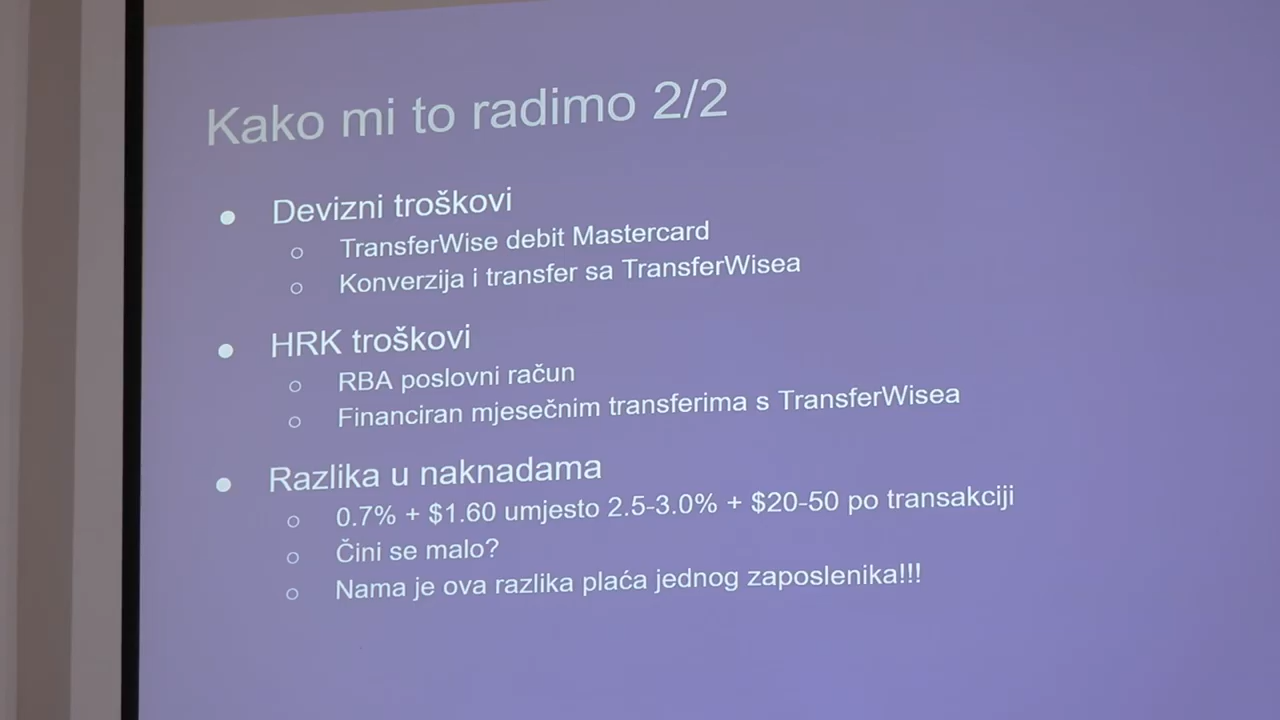 Kako mi to radimo 2/2
● Devizni troškovi
○ TransferWise debit Mastercard
○ Konverzija i transfer sa TransferWisea
● HRK troškovi
○ RBA poslovni račun
○ Financiran mjesečnim transferima s TransferWisea
● Razlika u naknadama
○ 0.7% + $1.60 umjesto 2.5-3.0% + $20-50 po transakciji
○ Čini se malo?
○ Nama je ova razlika plaća jednog zaposlenika!!!